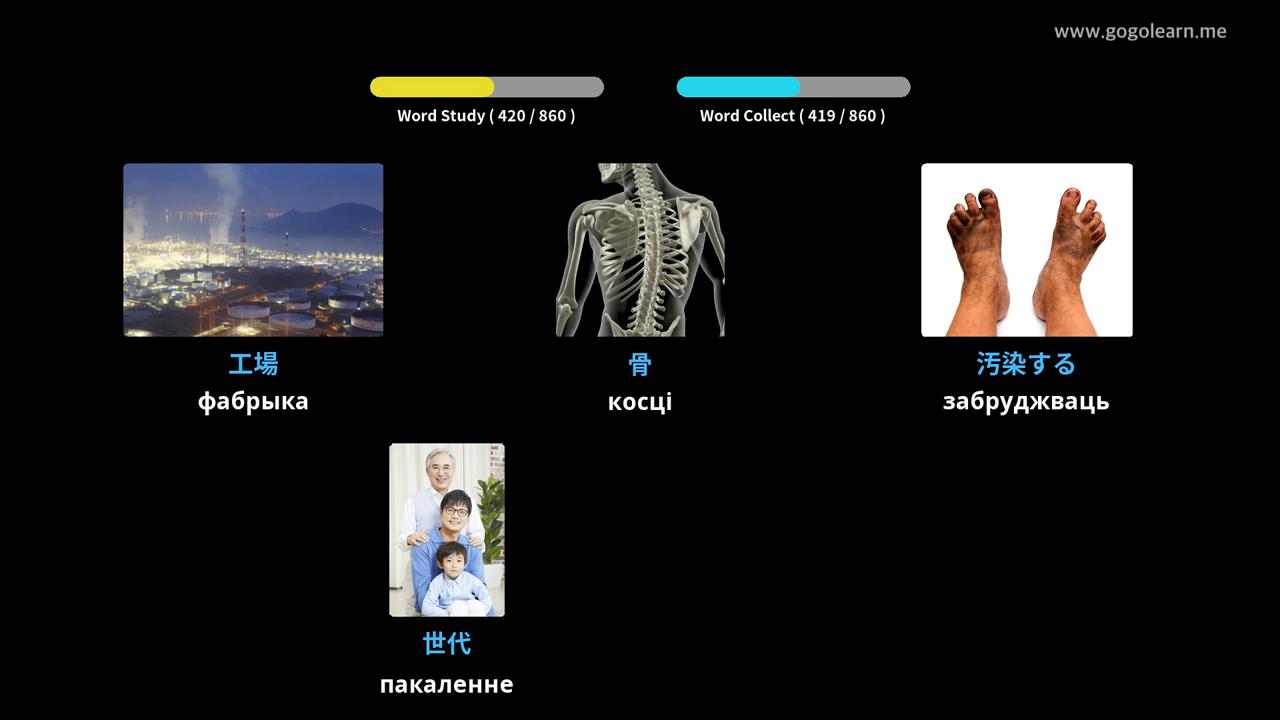 www.gogolearn.me
Word Study ( 420 / 860 )
Word Collect ( 419 / 860 )
工場
骨
汚染する
фабрыка
косці
забруджваць
世代
пакаленне